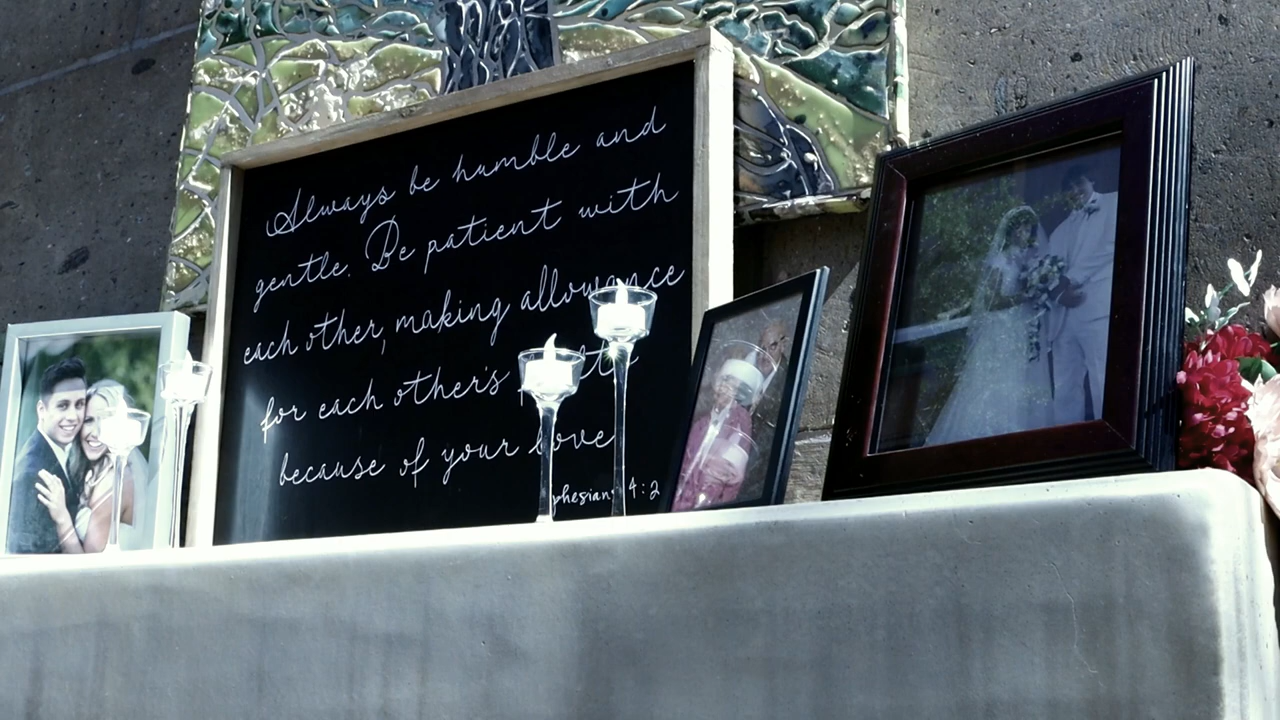 Always be humble and
gentle. Be patient with
each other, making allowance
for each other's
because of your love
phesians 4:2